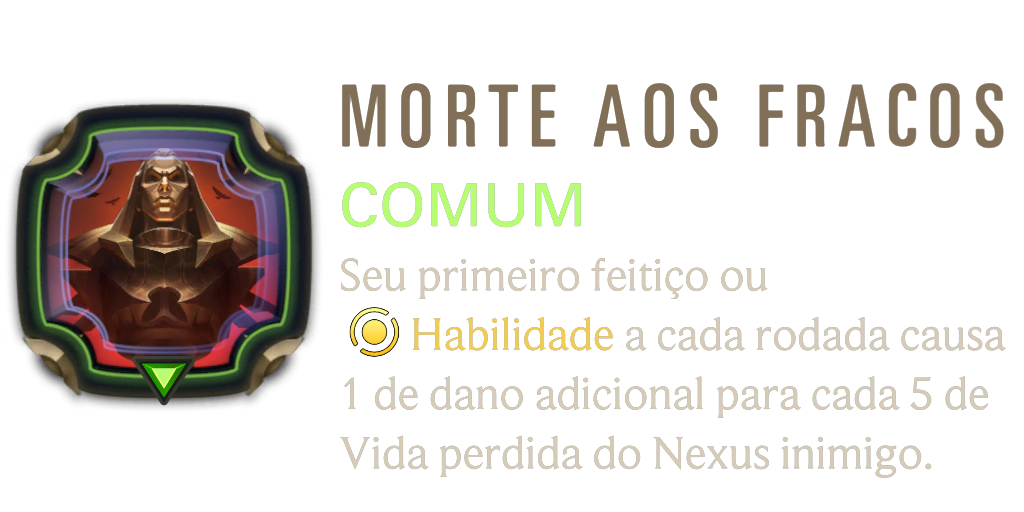 MORTE AOS FRACOS
COMUM
Seu primeiro feitiço ou
Habilidade a cada rodada causa
1 de dano adicional para cada 5 de
Vida perdida do Nexus inimigo.